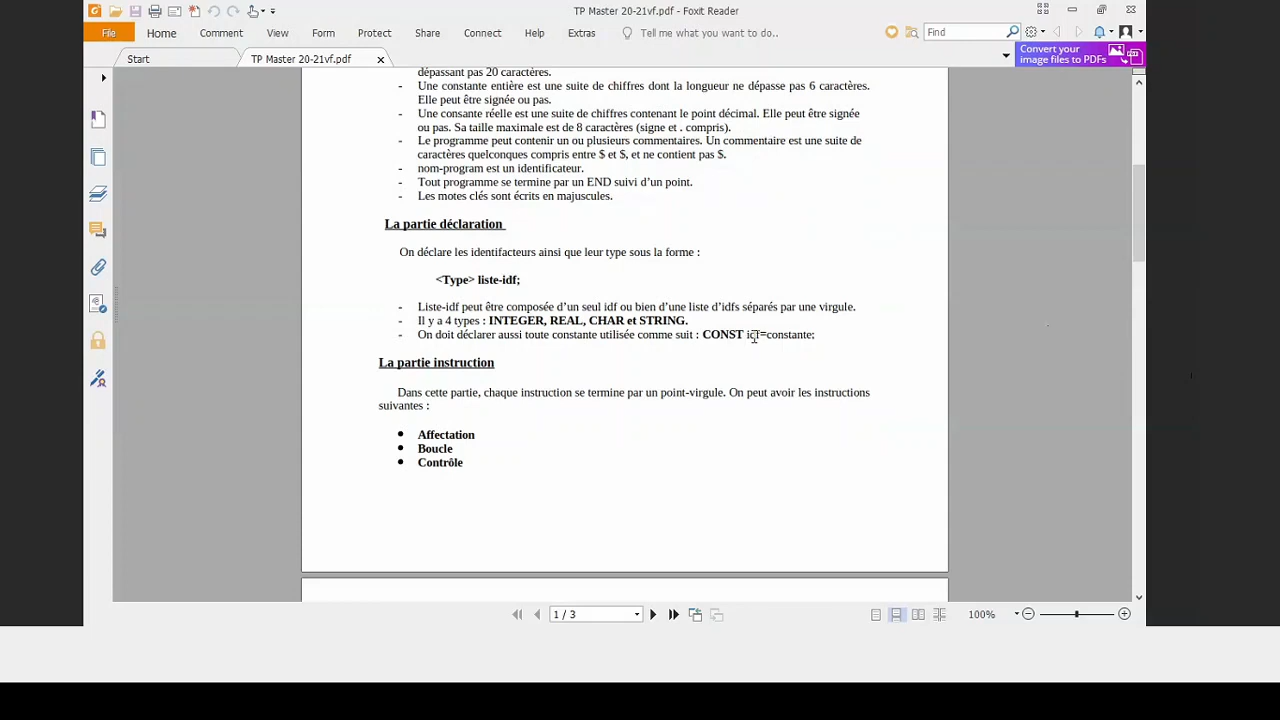 TP Master 20-21vf.pdf - Foxit Reader
File Home Comment View Form Protect Share Connect Help Extras Tell me what you want to do.. Find
Start TP Master 20-21vf.pdf
Convert your
image files to PDFs
dépassant pas 20 caractères.
- Une constante entière est une suite de chiffres dont la longueur ne dépasse pas 6 caractères.
Elle peut être signée ou pas.
- Une consante réelle est une suite de chiffres contenant le point décimal. Elle peut être signée
ou pas. Sa taille maximale est de 8 caractères (signe et . compris).
- Le programme peut contenir un ou plusieurs commentaires. Un commentaire est une suite de
caractères quelconques compris entre $ et $, et ne contient pas $.
- nom-program est un identificateur.
- Tout programme se termine par un END suivi d'un point.
- Les motes clés sont écrits en majuscules.
La partie déclaration
On déclare les identifacteurs ainsi que leur type sous la forme :
<Type> liste-idf;
- Liste-idf peut être composée d'un seul idf ou bien d'une liste d'idfs séparés par une virgule.
- Il y a 4 types : INTEGER, REAL, CHAR et STRING.
- On doit déclarer aussi toute constante utilisée comme suit : CONST idf=constante;
La partie instruction
Dans cette partie, chaque instruction se termine par un point-virgule. On peut avoir les instructions
suivantes :
• Affectation
• Boucle
• Contrôle
1 / 3
100%